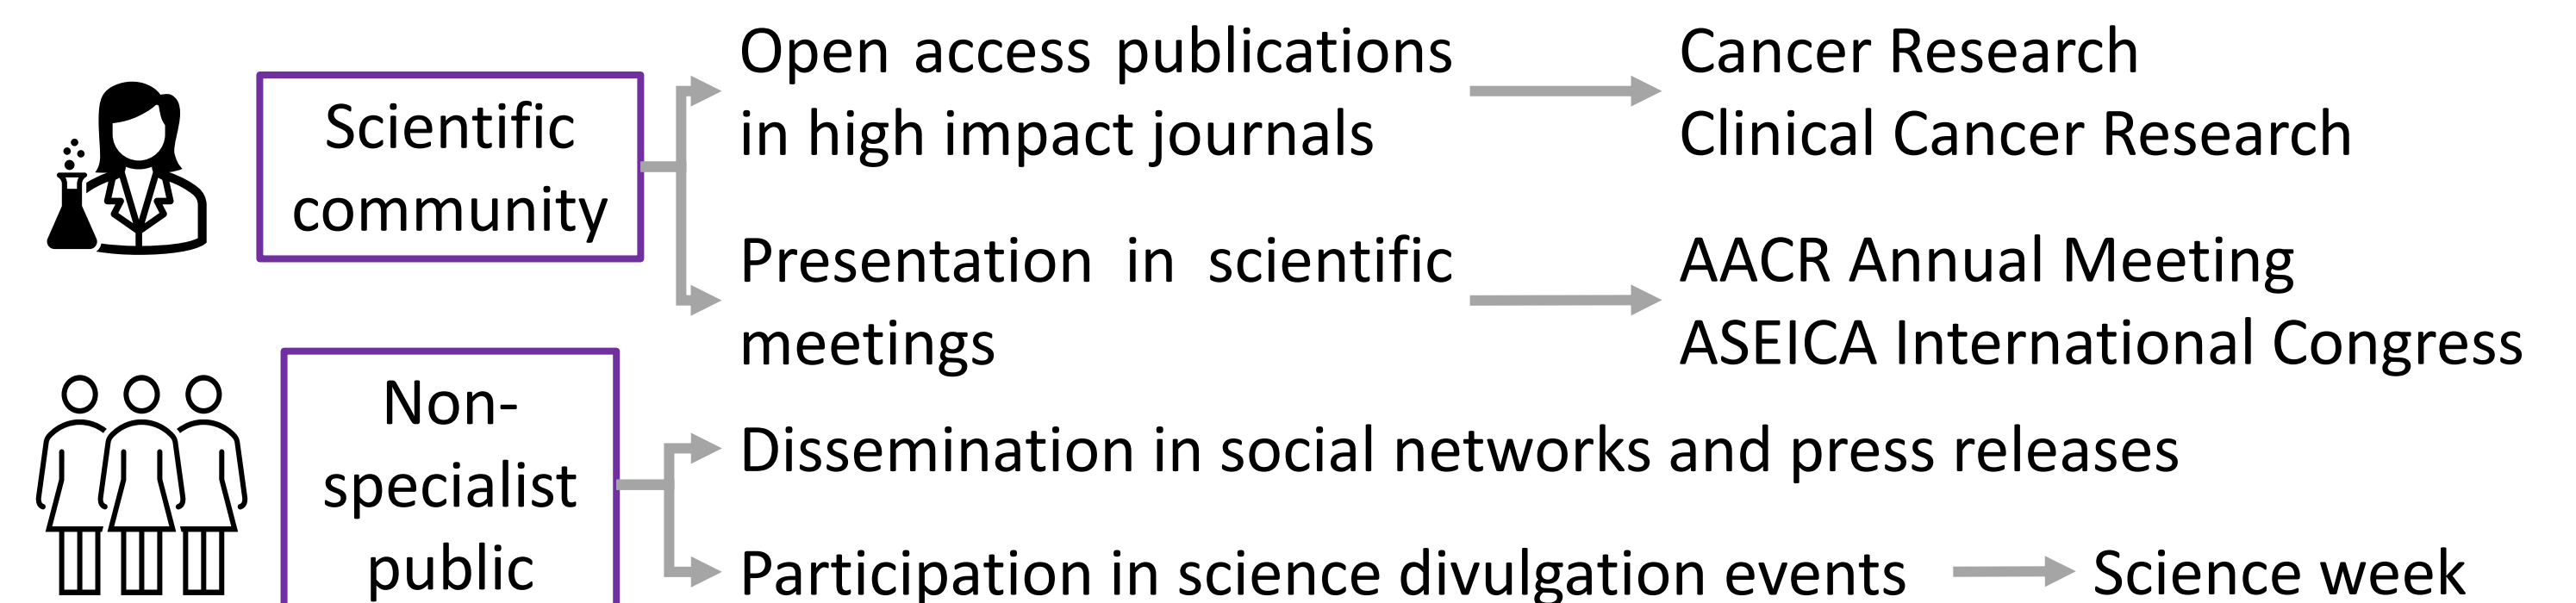 Scientific
community
Open access publications
in high impact journals
Cancer Research
Clinical Cancer Research
Presentation in scientific
meetings
AACR Annual Meeting
ASEICA International Congress
Non-
specialist
public
Dissemination in social networks and press releases
Participation in science divulgation events
Science week